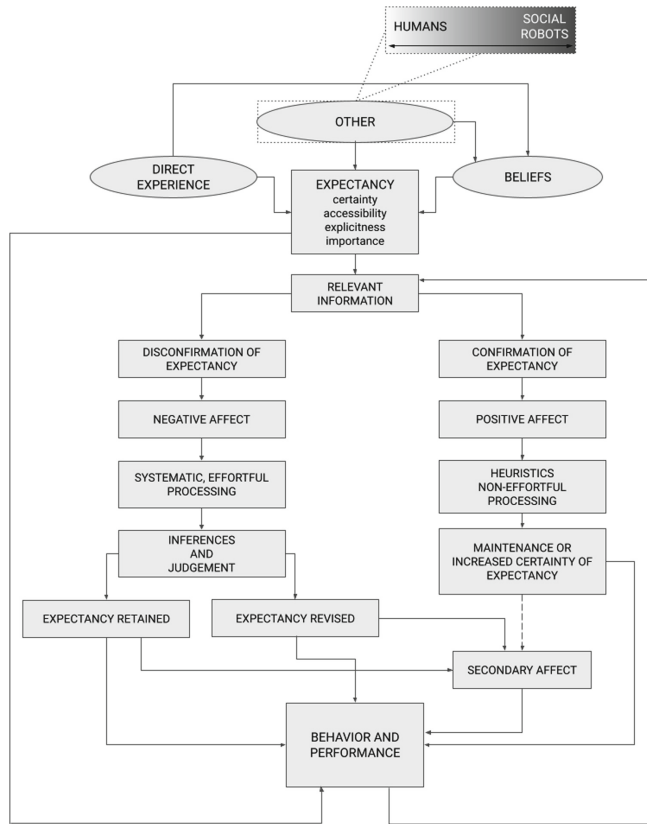 HUMANS
SOCIAL
ROBOTS
OTHER
DIRECT
EXPERIENCE
EXPECTANCY
certainty
accessibility
explicitness
importance
BELIEFS
RELEVANT
INFORMATION
DISCONFIRMATION OF
EXPECTANCY
CONFIRMATION OF
EXPECTANCY
NEGATIVE AFFECT
POSITIVE AFFECT
SYSTEMATIC, EFFORTFUL
PROCESSING
HEURISTICS
NON-EFFORTFUL
PROCESSING
INFERENCES
AND
JUDGEMENT
MAINTENANCE OR
INCREASED CERTAINTY OF
EXPECTANCY
EXPECTANCY RETAINED
EXPECTANCY REVISED
SECONDARY AFFECT
BEHAVIOR AND
PERFORMANCE